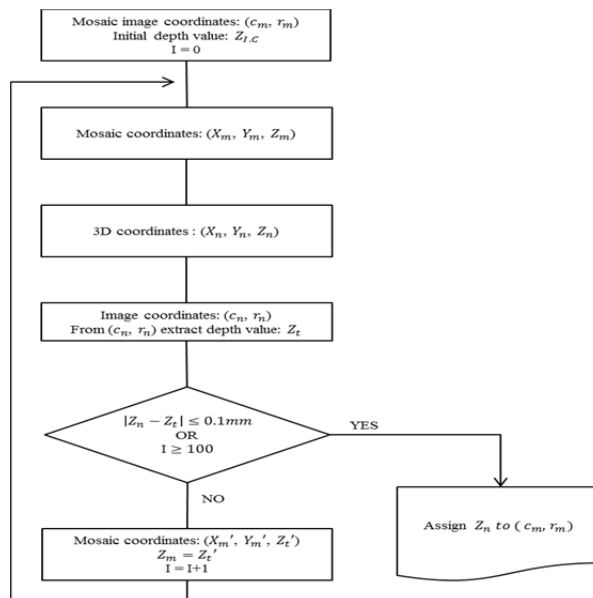 Mosaic image coordinates: (c_m, r_m)
Initial depth value: Z_{t.c}
I = 0
Mosaic coordinates: (X_m, Y_m, Z_m)
3D coordinates : (X_n, Y_n, Z_n)
Image coordinates: (c_n, r_n)
From (c_n, r_n) extract depth value: Z_t
|Z_n − Z_t| ≤ 0.1mm
OR
I ≥ 100
YES
NO
Assign Z_n to ( c_m, r_m)
Mosaic coordinates: (X_m′, Y_m′, Z_t′)
Z_m = Z_t′
I = I+1